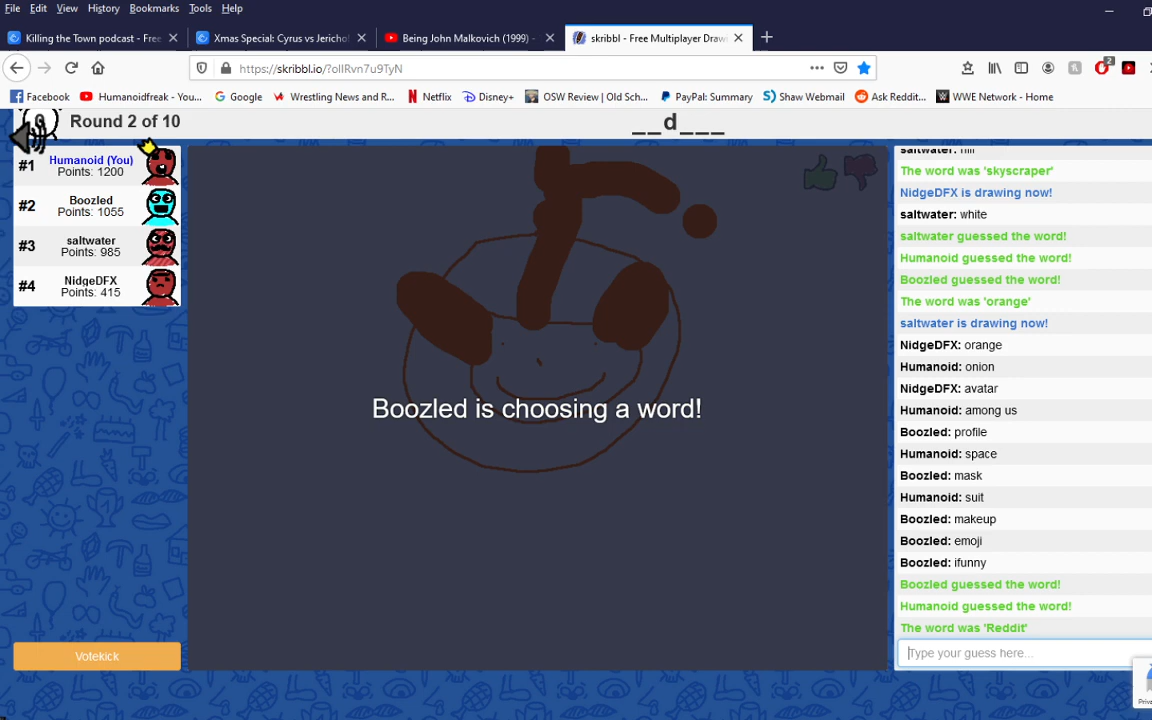 File Edit View History Bookmarks Tools Help
Killing the Town podcast - Free
Xmas Special: Cyrus vs Jericho
Being John Malkovich (1999) -
skribbl - Free Multiplayer Draw
https://skribbl.io/?olIRvn7u9TyN
2
Facebook Humanoidfreak - You... Google Wrestling News and R... Netflix Disney+ OSW Review | Old Sch... PayPal: Summary Shaw Webmail Ask Reddit... WWE Network - Home
Round 2 of 10
__d___
#1 Humanoid (You)
Points: 1200
#2 Boozled
Points: 1055
#3 saltwater
Points: 985
#4 NidgeDFX
Points: 415
Votekick
Boozled is choosing a word!
saltwater: hill
The word was 'skyscraper'
NidgeDFX is drawing now!
saltwater: white
saltwater guessed the word!
Humanoid guessed the word!
Boozled guessed the word!
The word was 'orange'
saltwater is drawing now!
NidgeDFX: orange
Humanoid: onion
NidgeDFX: avatar
Humanoid: among us
Boozled: profile
Humanoid: space
Boozled: mask
Humanoid: suit
Boozled: makeup
Boozled: emoji
Boozled: ifunny
Boozled guessed the word!
Humanoid guessed the word!
The word was 'Reddit'
Type your guess here...